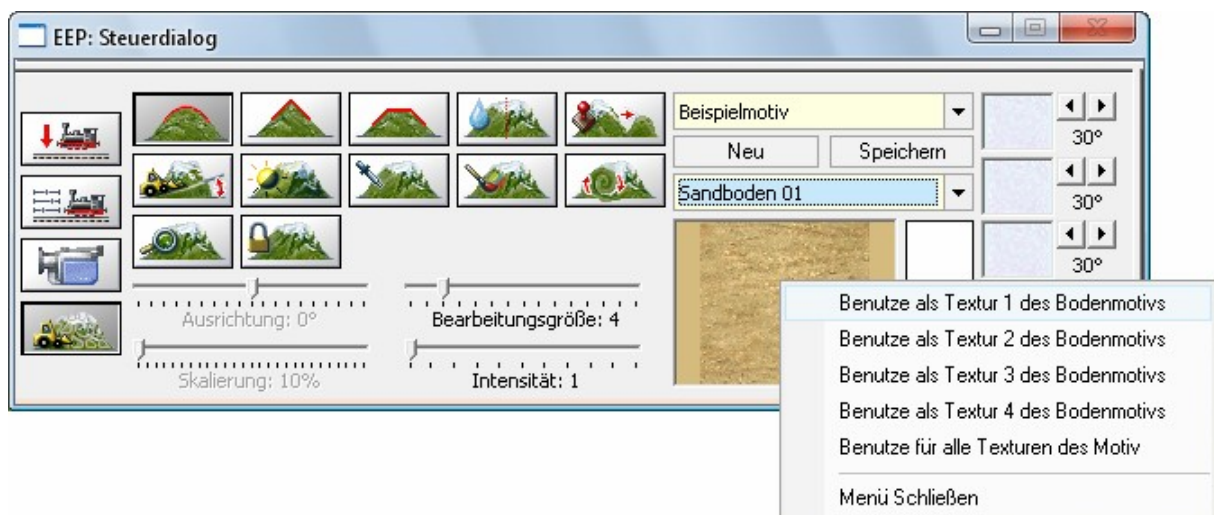 EEP: Steuerdialog
Beispielmotiv
30°
Neu
Speichern
Sandboden 01
30°
30°
Ausrichtung: 0°
Bearbeitungsgröße: 4
Skalierung: 10%
Intensität: 1
Benutze als Textur 1 des Bodenmotivs
Benutze als Textur 2 des Bodenmotivs
Benutze als Textur 3 des Bodenmotivs
Benutze als Textur 4 des Bodenmotivs
Benutze für alle Texturen des Motiv
Menü Schließen